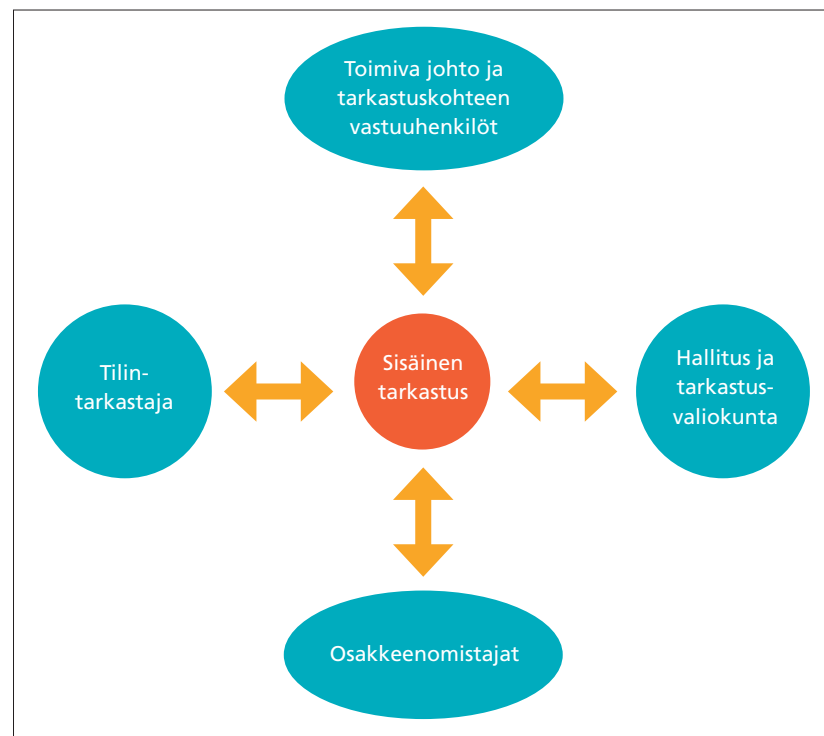 Toimiva johto ja
tarkastuskohteen
vastuuhenkilöt
Tilin-
tarkastaja
Sisäinen
tarkastus
Hallitus ja
tarkastus-
valiokunta
Osakkeenomistajat